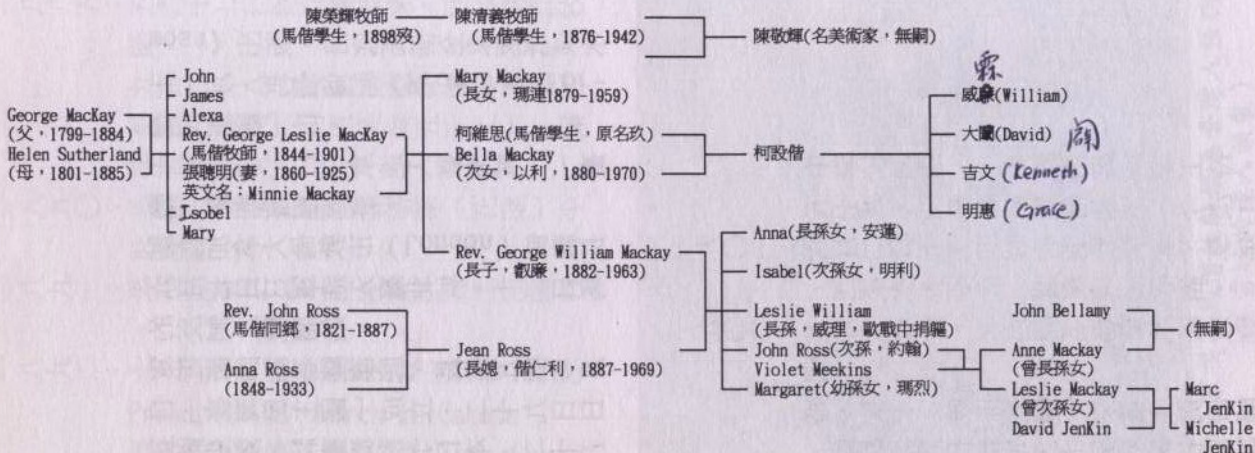 陳榮輝牧師
(馬偕學生,1898歿)
陳清義牧師
(馬偕學生,1876-1942)
陳敬輝(名美術家,無嗣)
George MacKay
(父,1799-1884)
Helen Sutherland
(母,1801-1885)
John
James
Alexa
Rev. George Leslie MacKay
(馬偕牧師,1844-1901)
張聰明(妻,1860-1925)
英文名:Minnie Mackay
Isobel
Mary
Mary Mackay
(長女,瑪連1879-1959)
柯維思(馬偕學生,原名玖)
Bella Mackay
(次女,以利,1880-1970)
柯設偕
霖
威(William)
大闢(David) 闢
吉文 (Kenneth)
明惠 (Grace)
Rev. George William Mackay
(長子,叡廉,1882-1963)
Rev. John Ross
(馬偕同鄉,1821-1887)
Anna Ross
(1848-1933)
Jean Ross
(長媳,偕仁利,1887-1969)
Anna(長孫女,安蓮)
Isabel(次孫女,明利)
Leslie William
(長孫,威理,歐戰中捐軀)
John Ross(次孫,約翰)
Violet Meekins
Margaret(幼孫女,瑪烈)
John Bellamy
Anne Mackay
(曾長孫女)
(無嗣)
Leslie Mackay
(曾次孫女)
David JenKin
Marc
JenKin
Michelle
JenKin